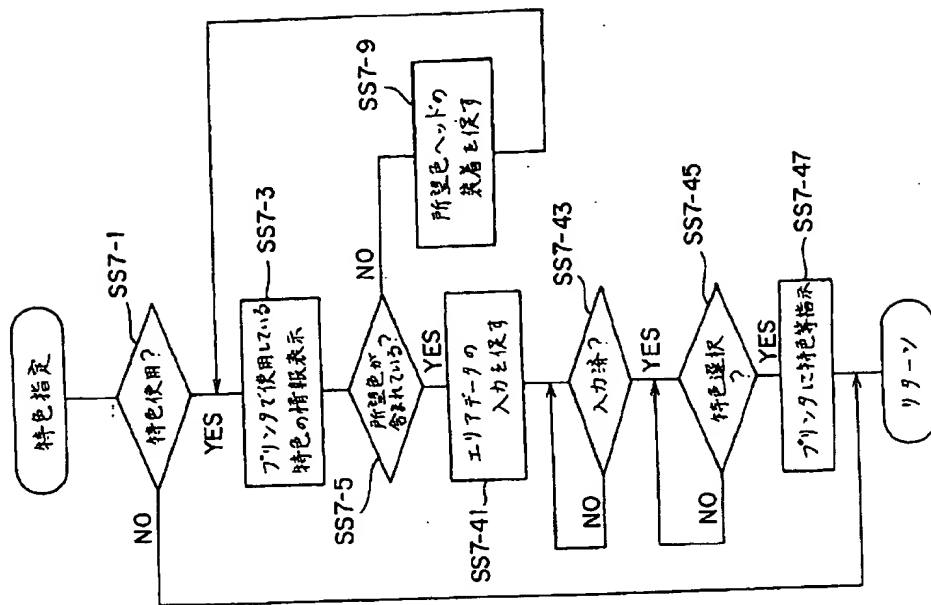 特色指定
SS7-1
特色使用?
NO
YES
SS7-3
プリンタで使用している
特色の情報表示
SS7-5
所望色が
含まれている?
NO
YES
SS7-9
所望色ヘッドの
装着を促す
SS7-41
エリアデータの
入力を促す
SS7-43
入力済?
NO
YES
SS7-45
特色選択
?
NO
YES
SS7-47
プリンタに特色等指示
リターン